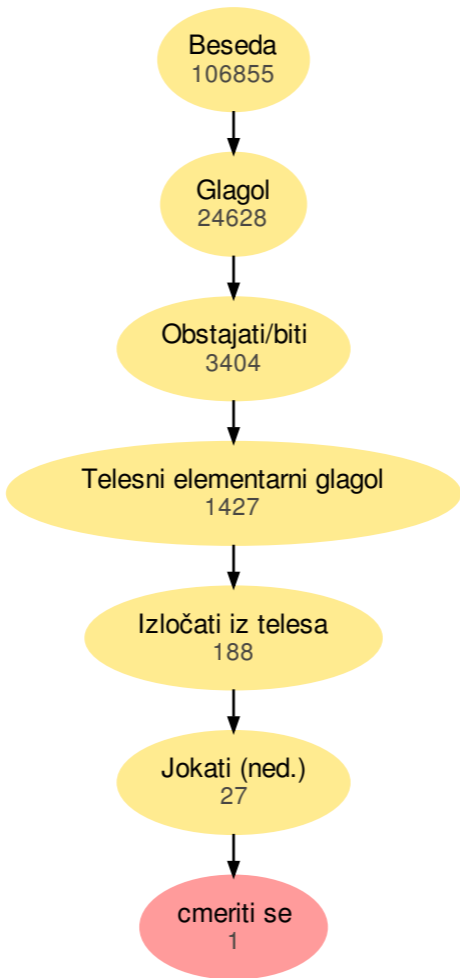 Beseda
106855
Glagol
24628
Obstajati/biti
3404
Telesni elementarni glagol
1427
Izločati iz telesa
188
Jokati (ned.)
27
cmeriti se
1